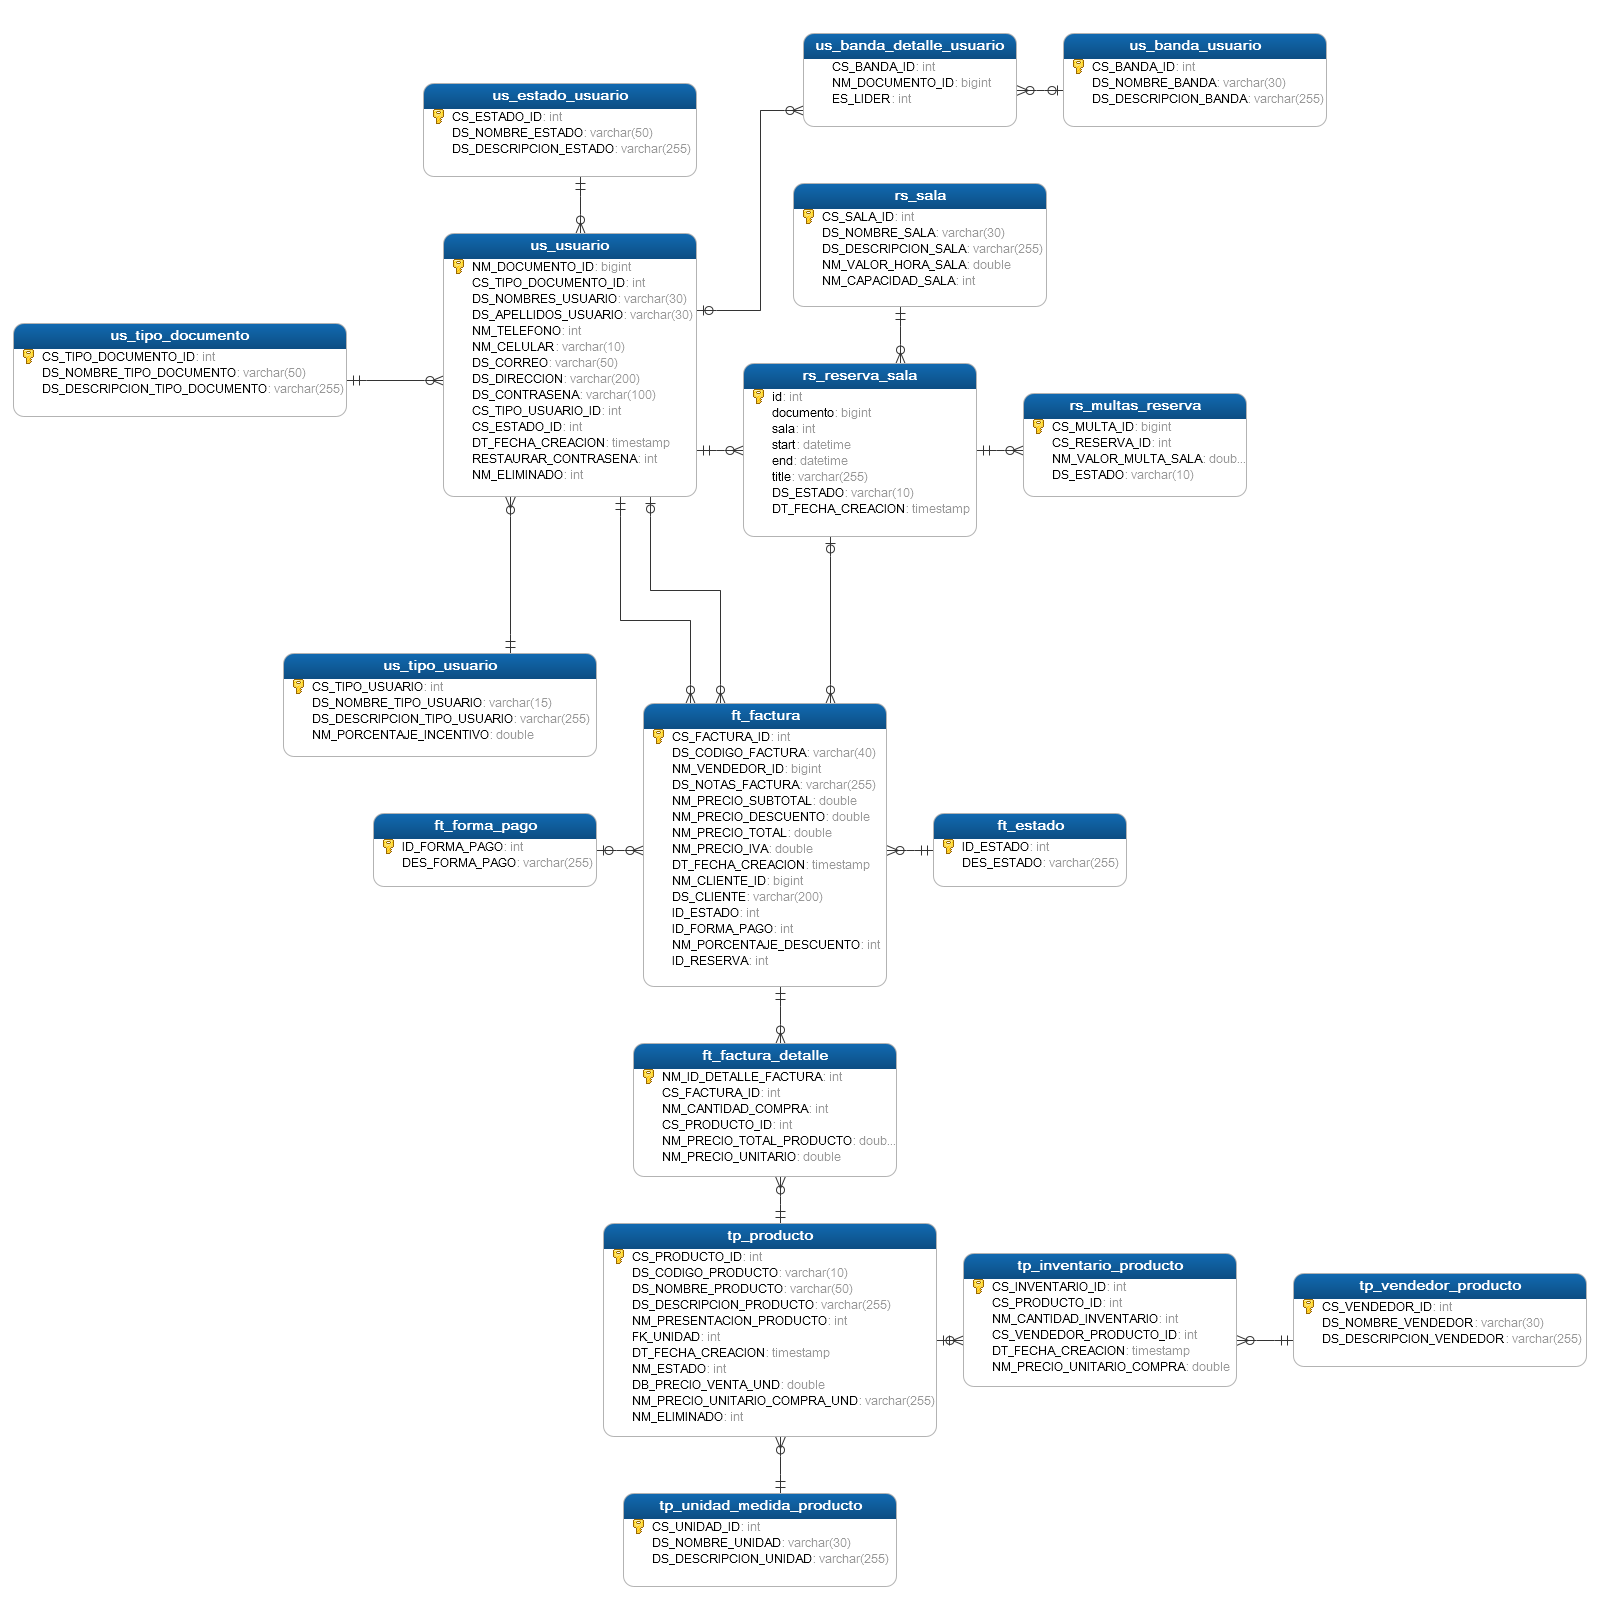 us_banda_detalle_usuario
CS_BANDA_ID: int
NM_DOCUMENTO_ID: bigint
ES_LIDER: int
us_banda_usuario
CS_BANDA_ID: int
DS_NOMBRE_BANDA: varchar(30)
DS_DESCRIPCION_BANDA: varchar(255)
us_estado_usuario
CS_ESTADO_ID: int
DS_NOMBRE_ESTADO: varchar(50)
DS_DESCRIPCION_ESTADO: varchar(255)
rs_sala
CS_SALA_ID: int
DS_NOMBRE_SALA: varchar(30)
DS_DESCRIPCION_SALA: varchar(255)
NM_VALOR_HORA_SALA: double
NM_CAPACIDAD_SALA: int
us_usuario
NM_DOCUMENTO_ID: bigint
CS_TIPO_DOCUMENTO_ID: int
DS_NOMBRES_USUARIO: varchar(30)
DS_APELLIDOS_USUARIO: varchar(30)
NM_TELEFONO: int
NM_CELULAR: varchar(10)
DS_CORREO: varchar(50)
DS_DIRECCION: varchar(200)
DS_CONTRASENA: varchar(100)
CS_TIPO_USUARIO_ID: int
CS_ESTADO_ID: int
DT_FECHA_CREACION: timestamp
RESTAURAR_CONTRASENA: int
NM_ELIMINADO: int
us_tipo_documento
CS_TIPO_DOCUMENTO_ID: int
DS_NOMBRE_TIPO_DOCUMENTO: varchar(50)
DS_DESCRIPCION_TIPO_DOCUMENTO: varchar(255)
rs_reserva_sala
id: int
documento: bigint
sala: int
start: datetime
end: datetime
title: varchar(255)
DS_ESTADO: varchar(10)
DT_FECHA_CREACION: timestamp
rs_multas_reserva
CS_MULTA_ID: bigint
CS_RESERVA_ID: int
NM_VALOR_MULTA_SALA: doub...
DS_ESTADO: varchar(10)
us_tipo_usuario
CS_TIPO_USUARIO: int
DS_NOMBRE_TIPO_USUARIO: varchar(15)
DS_DESCRIPCION_TIPO_USUARIO: varchar(255)
NM_PORCENTAJE_INCENTIVO: double
ft_factura
CS_FACTURA_ID: int
DS_CODIGO_FACTURA: varchar(40)
NM_VENDEDOR_ID: bigint
DS_NOTAS_FACTURA: varchar(255)
NM_PRECIO_SUBTOTAL: double
NM_PRECIO_DESCUENTO: double
NM_PRECIO_TOTAL: double
NM_PRECIO_IVA: double
DT_FECHA_CREACION: timestamp
NM_CLIENTE_ID: bigint
DS_CLIENTE: varchar(200)
ID_ESTADO: int
ID_FORMA_PAGO: int
NM_PORCENTAJE_DESCUENTO: int
ID_RESERVA: int
ft_forma_pago
ID_FORMA_PAGO: int
DES_FORMA_PAGO: varchar(255)
ft_estado
ID_ESTADO: int
DES_ESTADO: varchar(255)
ft_factura_detalle
NM_ID_DETALLE_FACTURA: int
CS_FACTURA_ID: int
NM_CANTIDAD_COMPRA: int
CS_PRODUCTO_ID: int
NM_PRECIO_TOTAL_PRODUCTO: doub...
NM_PRECIO_UNITARIO: double
tp_producto
CS_PRODUCTO_ID: int
DS_CODIGO_PRODUCTO: varchar(10)
DS_NOMBRE_PRODUCTO: varchar(50)
DS_DESCRIPCION_PRODUCTO: varchar(255)
NM_PRESENTACION_PRODUCTO: int
FK_UNIDAD: int
DT_FECHA_CREACION: timestamp
NM_ESTADO: int
DB_PRECIO_VENTA_UND: double
NM_PRECIO_UNITARIO_COMPRA_UND: varchar(255)
NM_ELIMINADO: int
tp_inventario_producto
CS_INVENTARIO_ID: int
CS_PRODUCTO_ID: int
NM_CANTIDAD_INVENTARIO: int
CS_VENDEDOR_PRODUCTO_ID: int
DT_FECHA_CREACION: timestamp
NM_PRECIO_UNITARIO_COMPRA: double
tp_vendedor_producto
CS_VENDEDOR_ID: int
DS_NOMBRE_VENDEDOR: varchar(30)
DS_DESCRIPCION_VENDEDOR: varchar(255)
tp_unidad_medida_producto
CS_UNIDAD_ID: int
DS_NOMBRE_UNIDAD: varchar(30)
DS_DESCRIPCION_UNIDAD: varchar(255)